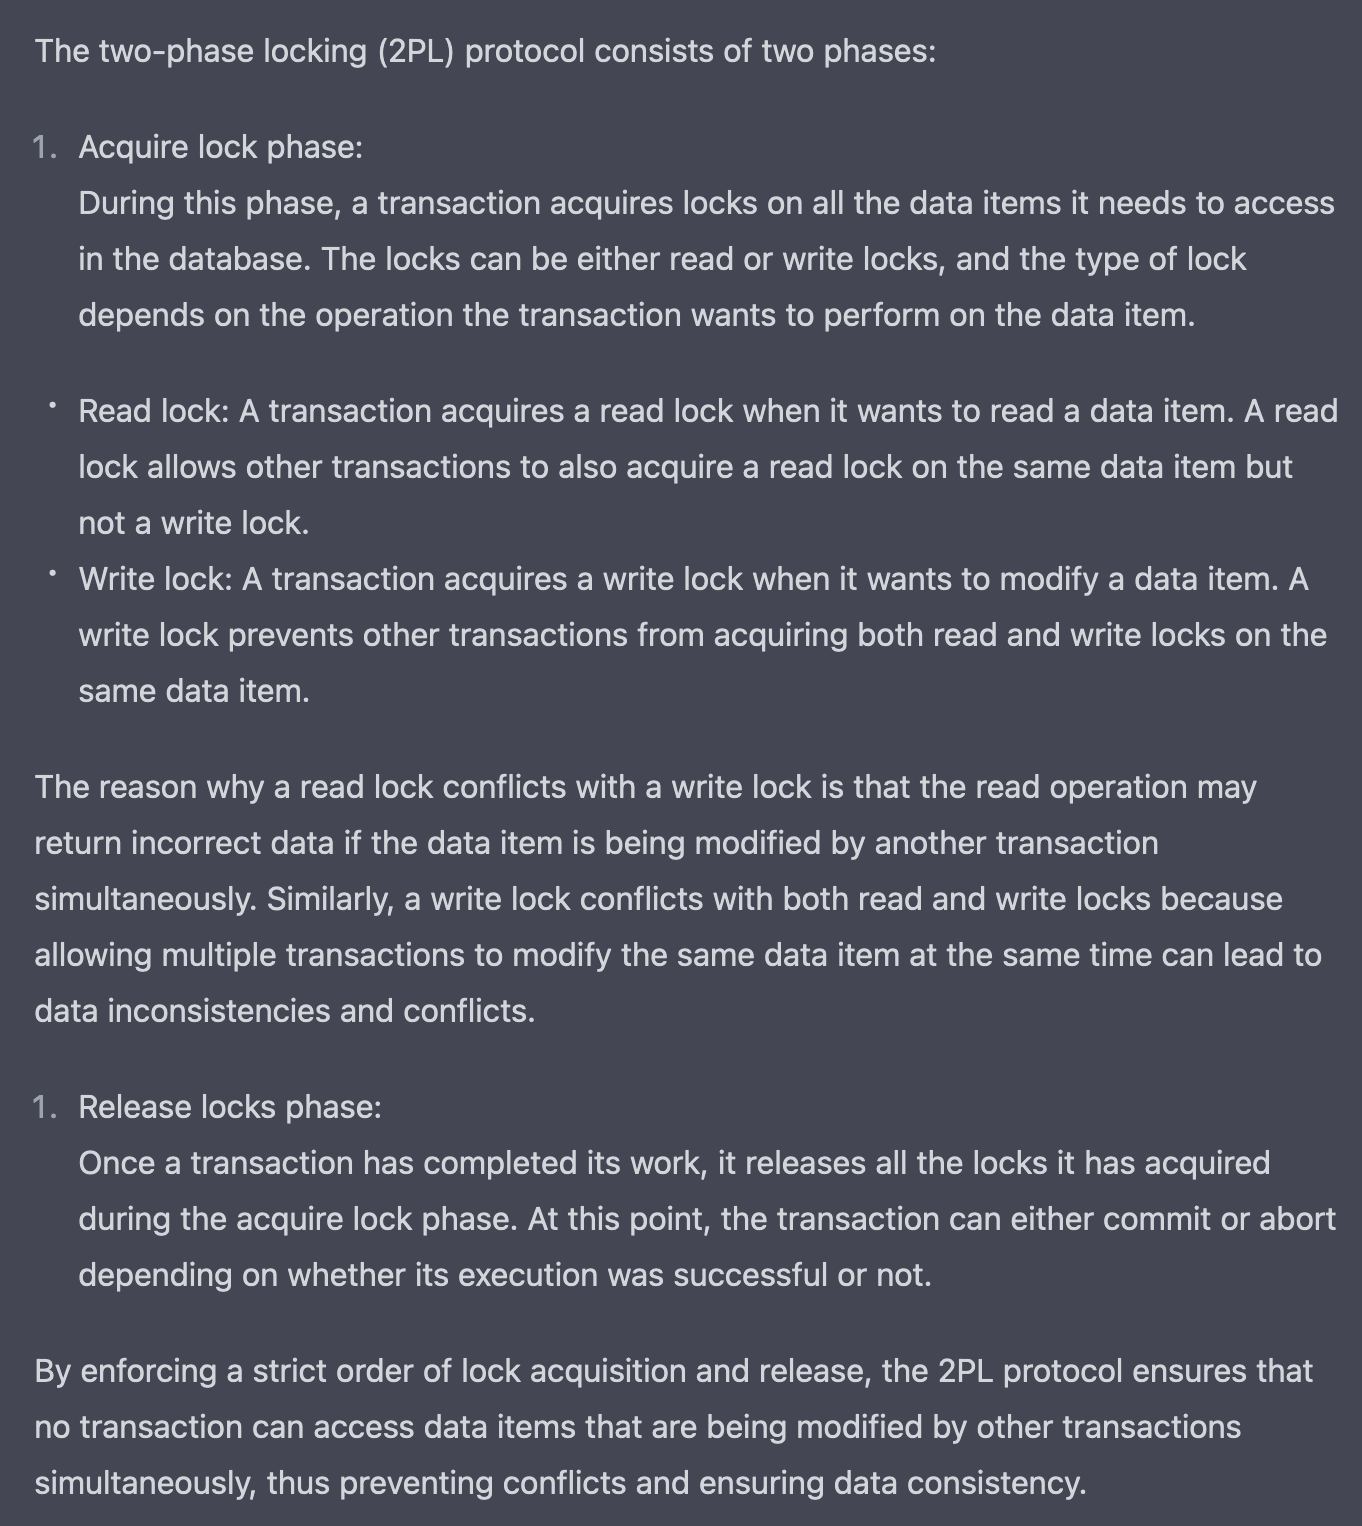 The two-phase locking (2PL) protocol consists of two phases:
1. Acquire lock phase:
During this phase, a transaction acquires locks on all the data items it needs to access
in the database. The locks can be either read or write locks, and the type of lock
depends on the operation the transaction wants to perform on the data item.
• Read lock: A transaction acquires a read lock when it wants to read a data item. A read
lock allows other transactions to also acquire a read lock on the same data item but
not a write lock.
• Write lock: A transaction acquires a write lock when it wants to modify a data item. A
write lock prevents other transactions from acquiring both read and write locks on the
same data item.
The reason why a read lock conflicts with a write lock is that the read operation may
return incorrect data if the data item is being modified by another transaction
simultaneously. Similarly, a write lock conflicts with both read and write locks because
allowing multiple transactions to modify the same data item at the same time can lead to
data inconsistencies and conflicts.
1. Release locks phase:
Once a transaction has completed its work, it releases all the locks it has acquired
during the acquire lock phase. At this point, the transaction can either commit or abort
depending on whether its execution was successful or not.
By enforcing a strict order of lock acquisition and release, the 2PL protocol ensures that
no transaction can access data items that are being modified by other transactions
simultaneously, thus preventing conflicts and ensuring data consistency.